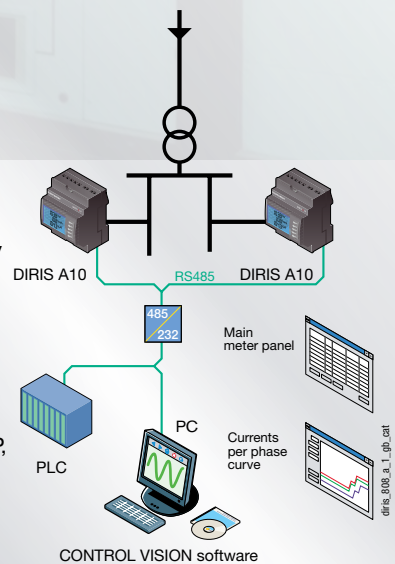 DIRIS A10
RS485
DIRIS A10
485
232
Main
meter panel
PLC
PC
Currents
per phase
curve
CONTROL VISION software
diris_808_a_1_gb_cat